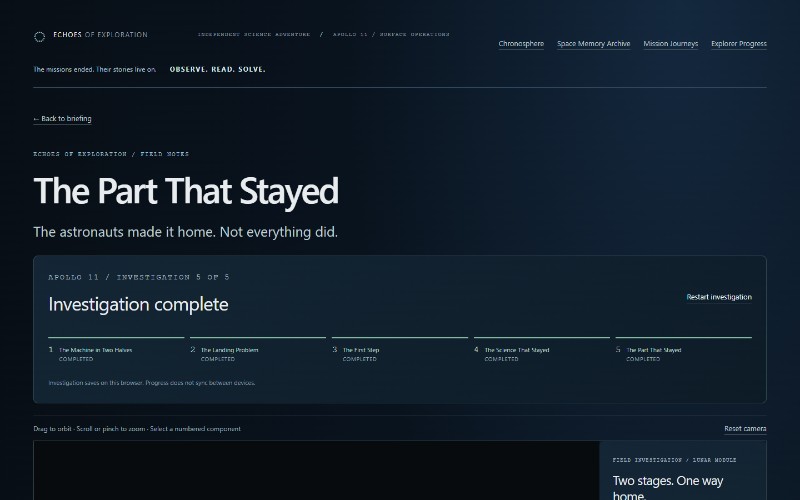 ECHOES OF EXPLORATION
INDEPENDENT SCIENCE ADVENTURE / APOLLO 11 / SURFACE OPERATIONS
Chronosphere Space Memory Archive Mission Journeys Explorer Progress
The missions ended. Their stories live on. OBSERVE. READ. SOLVE.
← Back to briefing
ECHOES OF EXPLORATION / FIELD NOTES
The Part That Stayed
The astronauts made it home. Not everything did.
APOLLO 11 / INVESTIGATION 5 OF 5
Investigation complete
Restart investigation
1 The Machine in Two Halves
COMPLETED
2 The Landing Problem
COMPLETED
3 The First Step
COMPLETED
4 The Science That Stayed
COMPLETED
5 The Part That Stayed
COMPLETED
Investigation saves on this browser. Progress does not sync between devices.
Drag to orbit · Scroll or pinch to zoom · Select a numbered component
Reset camera
FIELD INVESTIGATION / LUNAR MODULE
Two stages. One way
home.